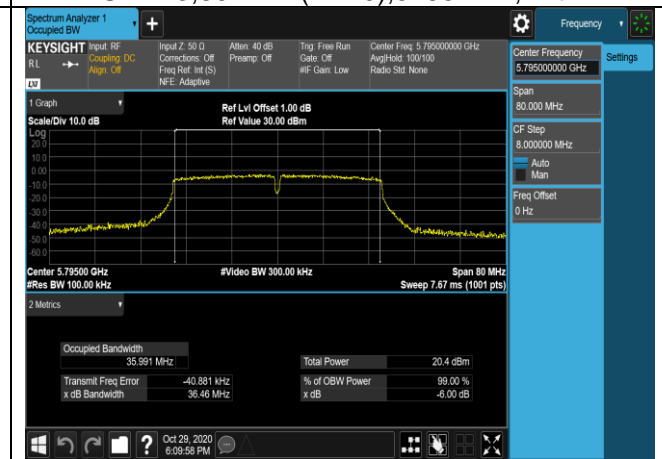 Spectrum Analyzer 1
Occupied BW
+
Frequency
KEYSIGHT
RL
LXI
Input: RF
Coupling: DC
Align: Off
Input Z: 50 Ω
Corrections: Off
Freq Ref: Int (S)
NFE: Adaptive
Atten: 40 dB
Preamp: Off
Trig: Free Run
Gate: Off
#IF Gain: Low
Center Freq: 5.795000000 GHz
Avg|Hold: 100/100
Radio Std: None
Center Frequency
5.795000000 GHz
Settings
Span
80.000 MHz
CF Step
8.000000 MHz
Auto
Man
Freq Offset
0 Hz
1 Graph
Scale/Div 10.0 dB
Ref Lvl Offset 1.00 dB
Ref Value 30.00 dBm
Log
20.0
10.0
0.00
-10.0
-20.0
-30.0
-40.0
-50.0
-60.0
Center 5.79500 GHz
#Video BW 300.00 kHz
Span 80 MHz
#Res BW 100.00 kHz
Sweep 7.67 ms (1001 pts)
2 Metrics
Occupied Bandwidth
35.991 MHz
Total Power 20.4 dBm
Transmit Freq Error -40.881 kHz
% of OBW Power 99.00 %
x dB Bandwidth 36.46 MHz
x dB -6.00 dB
?
Oct 29, 2020
6:09:58 PM